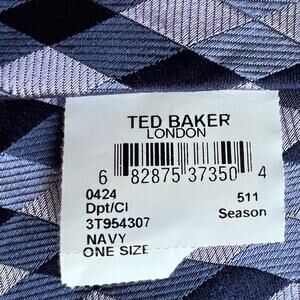 TED BAKER
LONDON
6 82875 37350 4
0424 511
Dpt/Cl Season
3T954307
NAVY
ONE SIZE